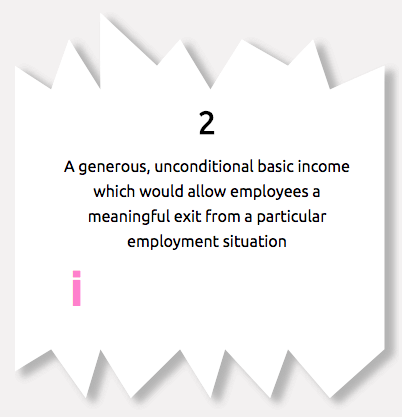 2
A generous, unconditional basic income
which would allow employees a
meaningful exit from a particular
employment situation
i